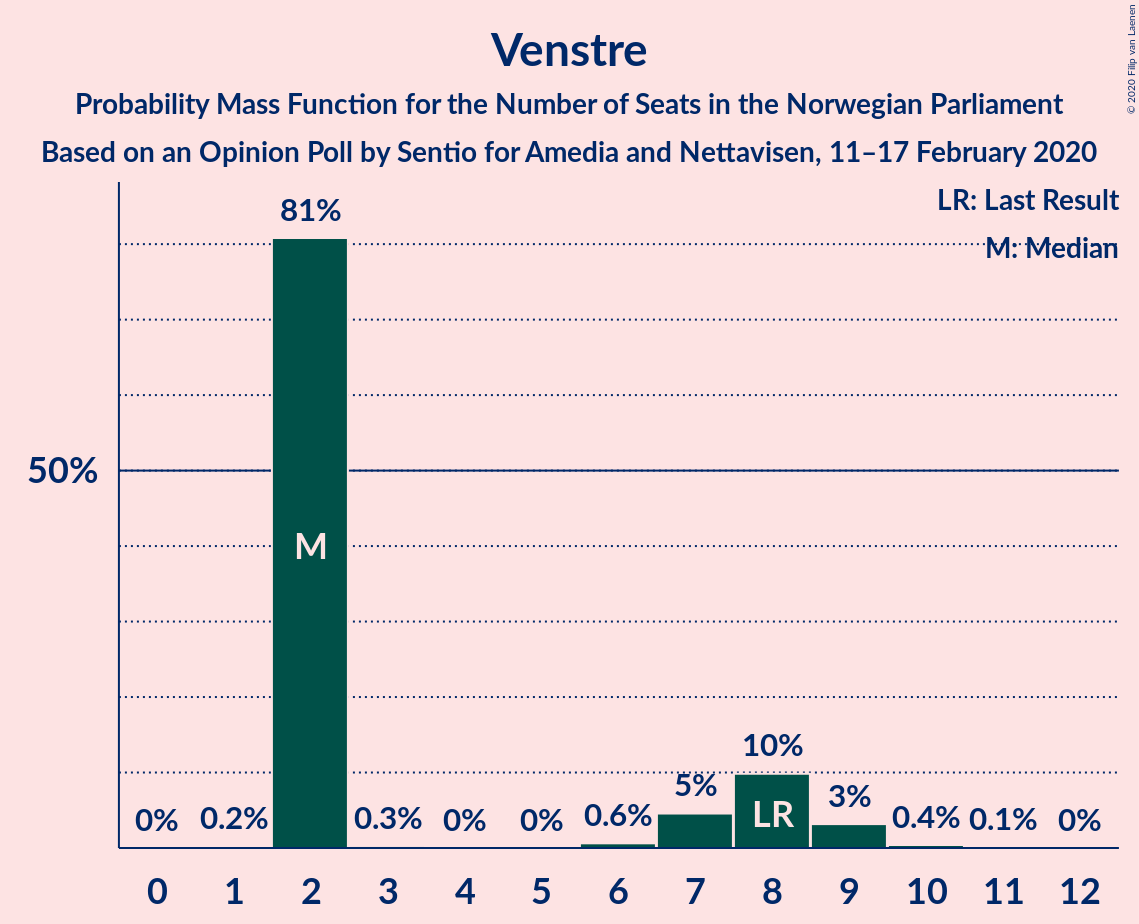 Venstre
Probability Mass Function for the Number of Seats in the Norwegian Parliament
Based on an Opinion Poll by Sentio for Amedia and Nettavisen, 11–17 February 2020
© 2020 Filip van Laenen
LR: Last Result
M: Median
50%
0%
0.2%
81%
M
0.3%
0%
0%
0.6%
5%
10%
LR
3%
0.4%
0.1%
0%
0 1 2 3 4 5 6 7 8 9 10 11 12